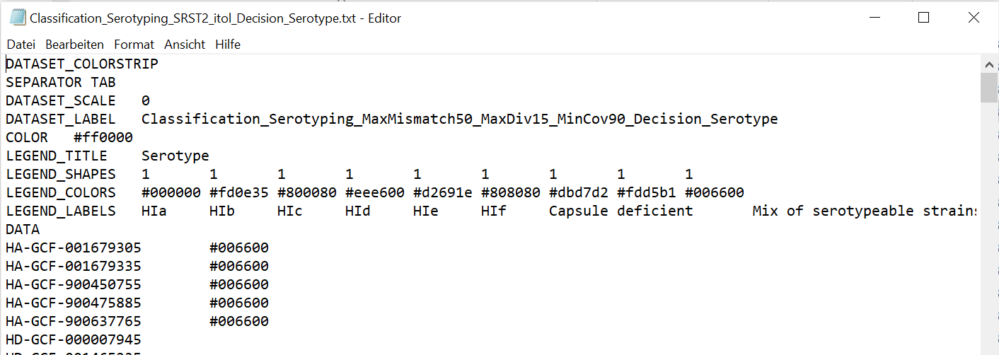 Classification_Serotyping_SRST2_itol_Decision_Serotype.txt - Editor
Datei Bearbeiten Format Ansicht Hilfe
DATASET_COLORSTRIP
SEPARATOR TAB
DATASET_SCALE 0
DATASET_LABEL Classification_Serotyping_MaxMismatch50_MaxDiv15_MinCov90_Decision_Serotype
COLOR #ff0000
LEGEND_TITLE Serotype
LEGEND_SHAPES 1 1 1 1 1 1 1 1 1
LEGEND_COLORS #000000 #fd0e35 #800080 #eee600 #d2691e #808080 #dbd7d2 #fdd5b1 #006600
LEGEND_LABELS HIa HIb HIc HId HIe HIf Capsule deficient Mix of serotypeable strains
DATA
HA-GCF-001679305 #006600
HA-GCF-001679335 #006600
HA-GCF-900450755 #006600
HA-GCF-900475885 #006600
HA-GCF-900637765 #006600
HD-GCF-000007945